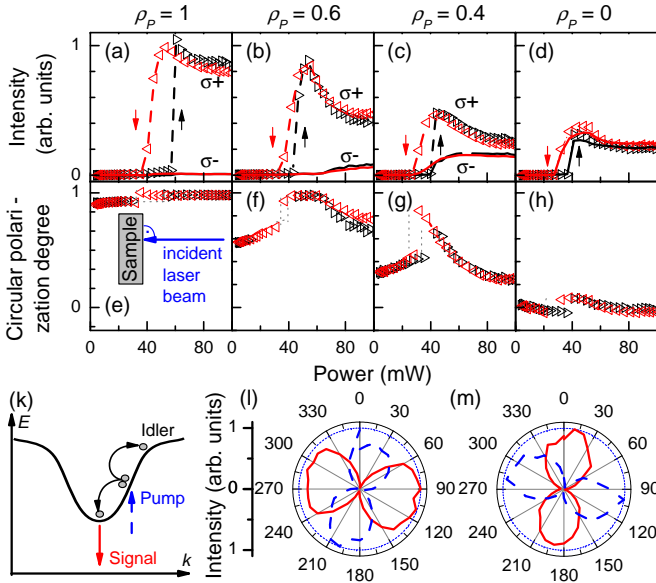 ρP = 1 ρP = 0.6 ρP = 0.4 ρP = 0
Intensity
(arb. units)
1
0
(a) (b) (c) (d)
σ+ σ+ σ+
σ- σ- σ-
Circular polari -
zation degree
1
0
(e) (f) (g) (h)
Sample
incident
laser
beam
0 40 80 0 40 80 0 40 80 0 40 80
Power (mW)
(k)
E
Idler
Pump
Signal
k
Intensity (arb. units)
1
0
1
(l)
0
30
60
90
120
150
180
210
240
270
300
330
(m)
0
30
60
90
120
150
180
210
240
270
300
330